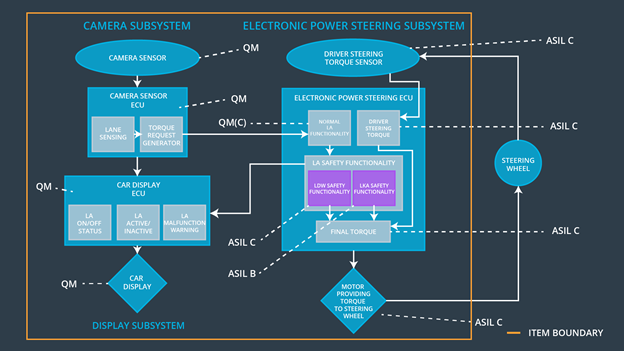 CAMERA SUBSYSTEM
ELECTRONIC POWER STEERING SUBSYSTEM
CAMERA SENSOR
QM
DRIVER STEERING
TORQUE SENSOR
ASIL C
CAMERA SENSOR
ECU
QM
LANE
SENSING
TORQUE
REQUEST
GENERATOR
QM(C)
ELECTRONIC POWER STEERING ECU
NORMAL
LA
FUNCTIONALITY
DRIVER
STEERING
TORQUE
ASIL C
LA SAFETY FUNCTIONALITY
LDW SAFETY
FUNCTIONALITY
LKA SAFETY
FUNCTIONALITY
STEERING
WHEEL
QM
CAR DISPLAY
ECU
LA
ON/OFF
STATUS
LA
ACTIVE/
INACTIVE
LA
MALFUNCTION
WARNING
ASIL C
FINAL TORQUE
ASIL C
ASIL B
QM
CAR
DISPLAY
MOTOR
PROVIDING
TORQUE
TO STEERING
WHEEL
ASIL C
DISPLAY SUBSYSTEM
ITEM BOUNDARY